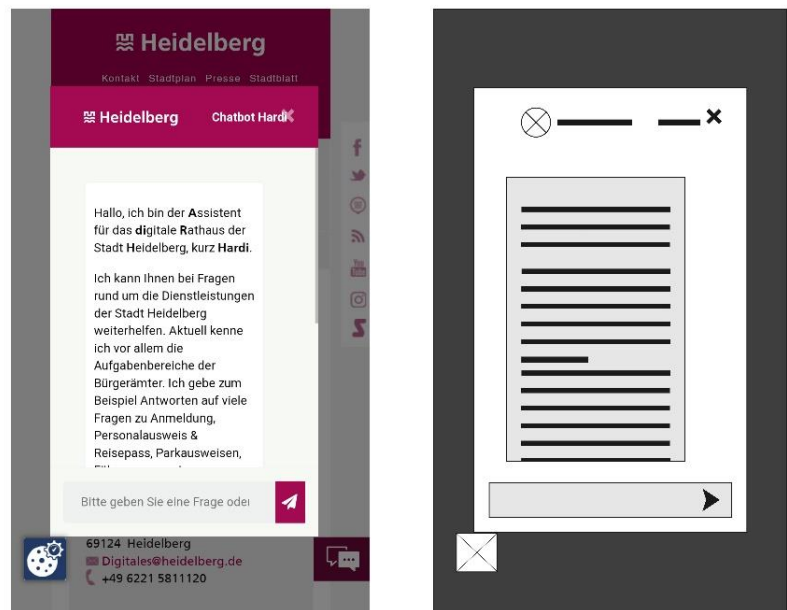 Heidelberg
Kontakt Stadtplan Presse Stadtblatt
Heidelberg Chatbot Hardi
Hallo, ich bin der Assistent
für das digitale Rathaus der
Stadt Heidelberg, kurz Hardi.
Ich kann Ihnen bei Fragen
rund um die Dienstleistungen
der Stadt Heidelberg
weiterhelfen. Aktuell kenne
ich vor allem die
Aufgabenbereiche der
Bürgerämter. Ich gebe zum
Beispiel Antworten auf viele
Fragen zu Anmeldung,
Personalausweis &
Reisepass, Parkausweisen,
Bitte geben Sie eine Frage oder
69124 Heidelberg
Digitales@heidelberg.de
+49 6221 5811120
You
Tube